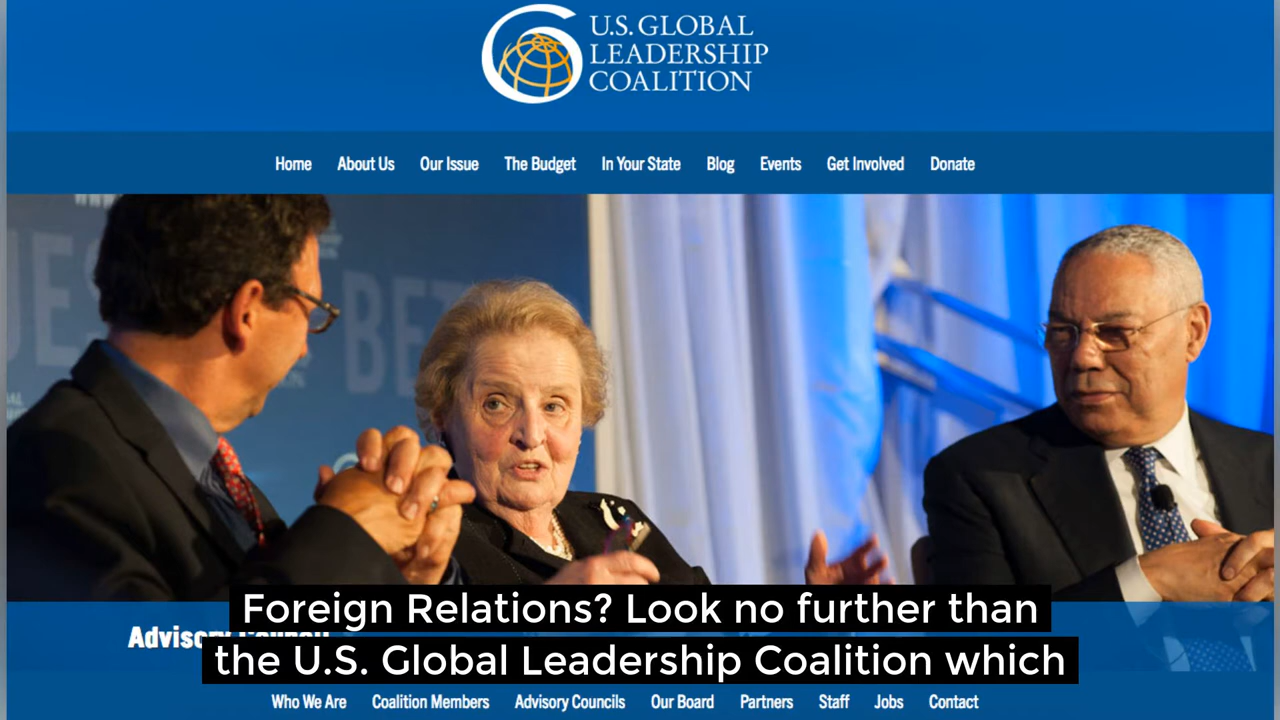 U.S. GLOBAL
LEADERSHIP
COALITION
Home About Us Our Issue The Budget In Your State Blog Events Get Involved Donate
Foreign Relations? Look no further than
the U.S. Global Leadership Coalition which
Who We Are Coalition Members Advisory Councils Our Board Partners Staff Jobs Contact